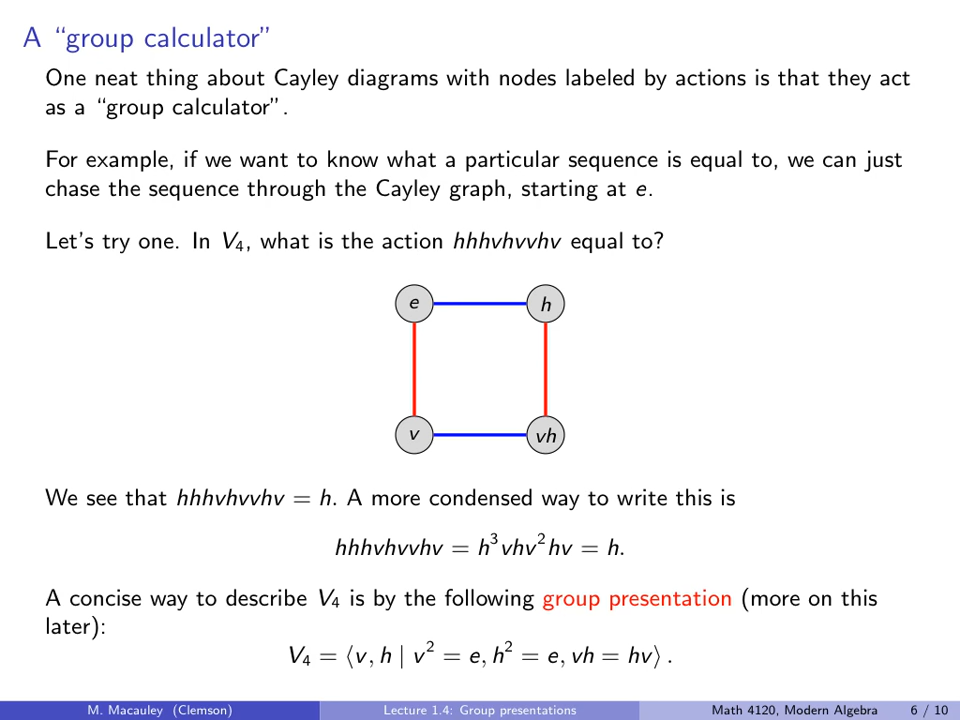 A “group calculator”
One neat thing about Cayley diagrams with nodes labeled by actions is that they act
as a “group calculator”.
For example, if we want to know what a particular sequence is equal to, we can just
chase the sequence through the Cayley graph, starting at e.
Let’s try one. In V₄, what is the action hhhvhvvhv equal to?
e
h
v
vh
We see that hhhvhvvhv = h. A more condensed way to write this is
hhhvhvvhv = h³vhv²hv = h.
A concise way to describe V₄ is by the following group presentation (more on this
later):
V₄ = ⟨v, h | v² = e, h² = e, vh = hv⟩ .
M. Macauley (Clemson)
Lecture 1.4: Group presentations
Math 4120, Modern Algebra
6 / 10